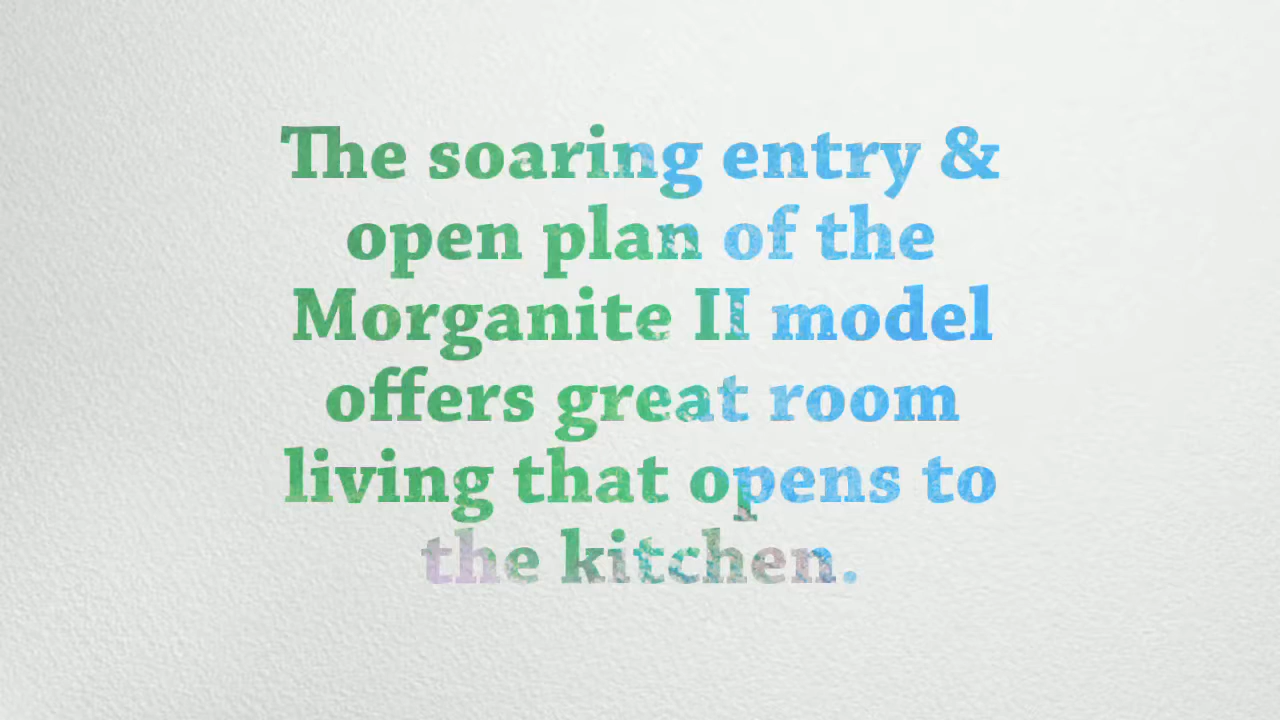 The soaring entry &
open plan of the
Morganite II model
offers great room
living that opens to
the kitchen.